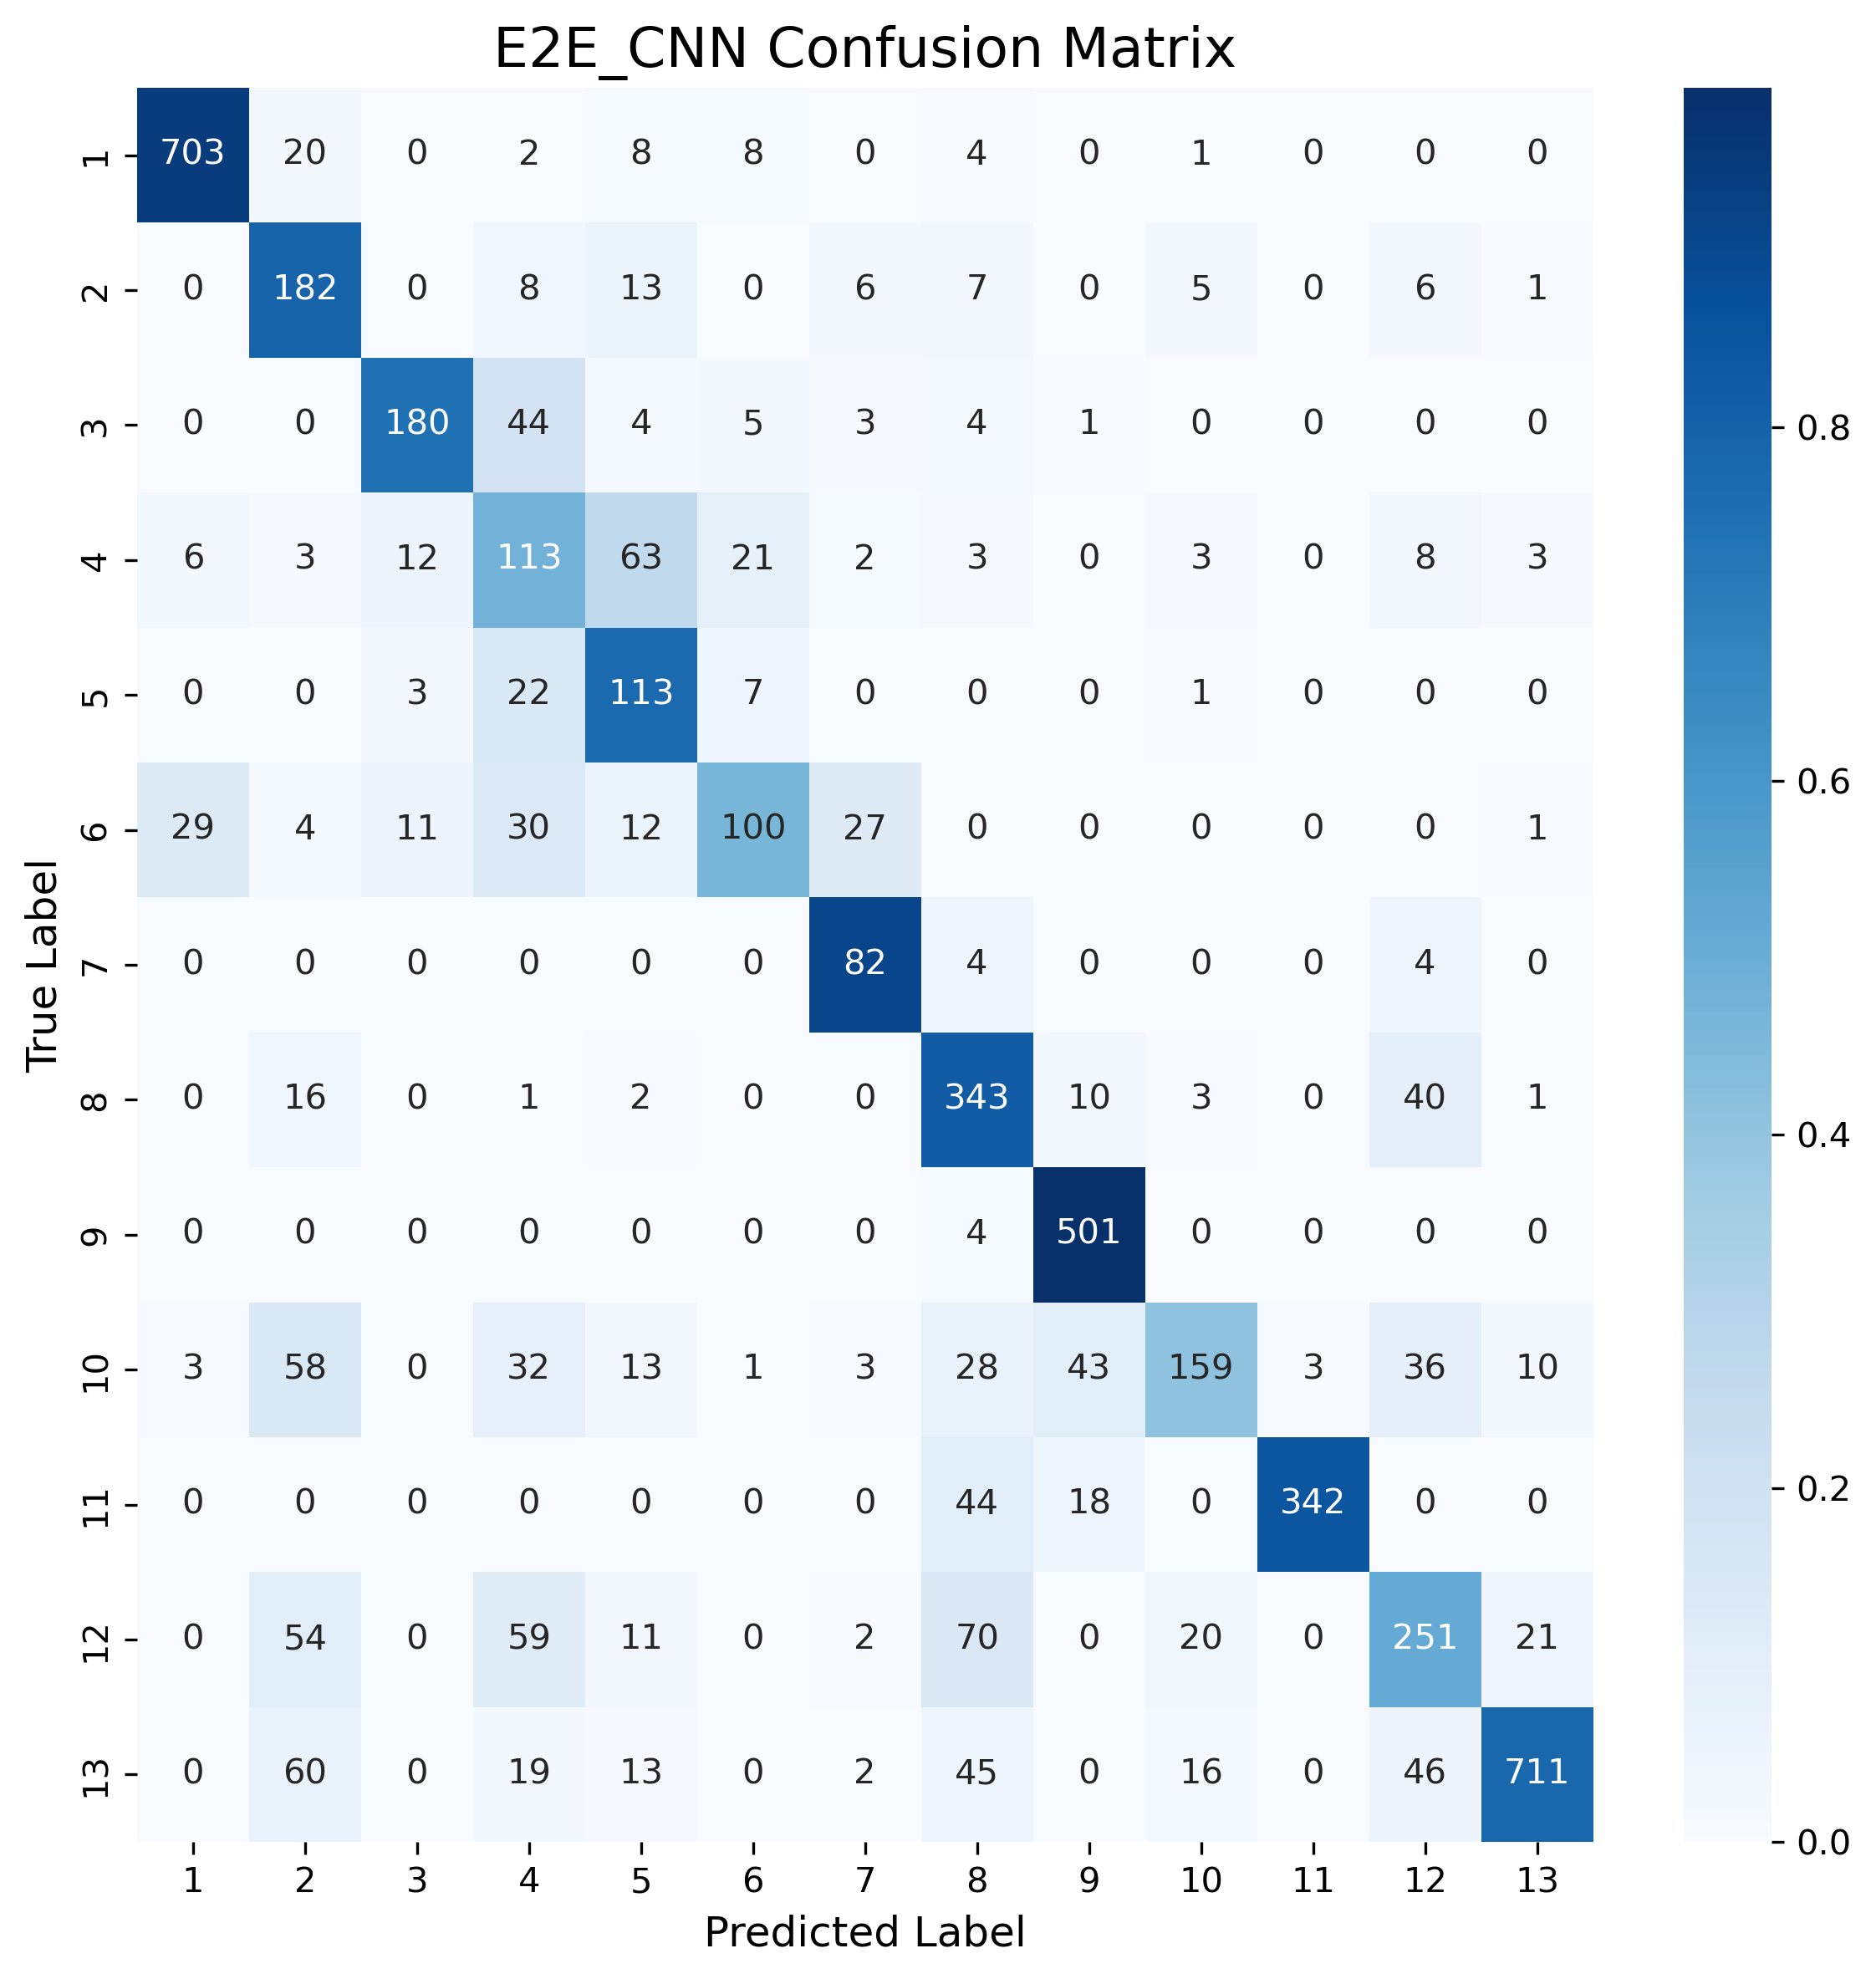 E2E_CNN Confusion Matrix
1 703 20 0 2 8 8 0 4 0 1 0 0 0
2 0 182 0 8 13 0 6 7 0 5 0 6 1
3 0 0 180 44 4 5 3 4 1 0 0 0 0
4 6 3 12 113 63 21 2 3 0 3 0 8 3
5 0 0 3 22 113 7 0 0 0 1 0 0 0
6 29 4 11 30 12 100 27 0 0 0 0 0 1
7 0 0 0 0 0 0 82 4 0 0 0 4 0
8 0 16 0 1 2 0 0 343 10 3 0 40 1
9 0 0 0 0 0 0 0 4 501 0 0 0 0
10 3 58 0 32 13 1 3 28 43 159 3 36 10
11 0 0 0 0 0 0 0 44 18 0 342 0 0
12 0 54 0 59 11 0 2 70 0 20 0 251 21
13 0 60 0 19 13 0 2 45 0 16 0 46 711
1 2 3 4 5 6 7 8 9 10 11 12 13
Predicted Label
True Label
0.8
0.6
0.4
0.2
0.0